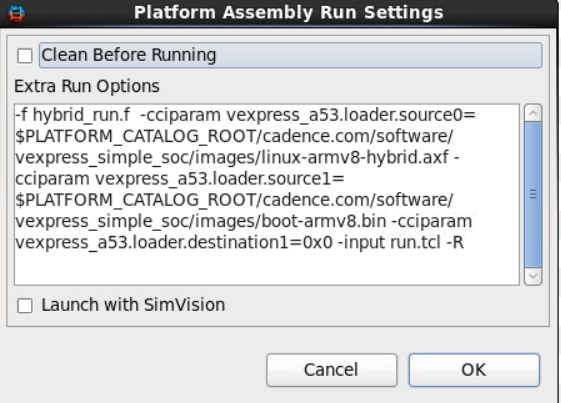 Platform Assembly Run Settings
Clean Before Running
Extra Run Options
-f hybrid_run.f -cciparam vexpress_a53.loader.source0=
$PLATFORM_CATALOG_ROOT/cadence.com/software/
vexpress_simple_soc/images/linux-armv8-hybrid.axf -
cciparam vexpress_a53.loader.source1=
$PLATFORM_CATALOG_ROOT/cadence.com/software/
vexpress_simple_soc/images/boot-armv8.bin -cciparam
vexpress_a53.loader.destination1=0x0 -input run.tcl -R
Launch with SimVision
Cancel
OK